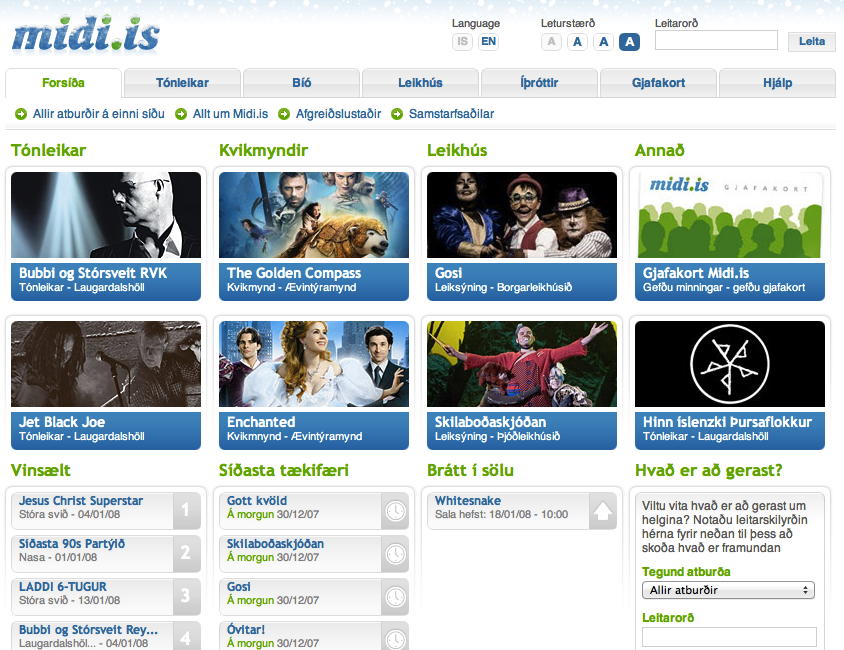 midi.is
Language
IS EN
Leturstærð
A A A A
Leitarorð
Leita
Forsíða
Tónleikar
Bíó
Leikhús
Íþróttir
Gjafakort
Hjálp
Allir atburðir á einni síðu
Allt um Midi.is
Afgreiðslustaðir
Samstarfsaðilar
Tónleikar
Kvikmyndir
Leikhús
Annað
midi.is GJAFAKORT
Bubbi og Stórsveit RVK
Tónleikar - Laugardalshöll
The Golden Compass
Kvikmynd - Ævintýramynd
Gosi
Leiksýning - Borgarleikhúsið
Gjafakort Midi.is
Gefðu minningar - gefðu gjafakort
Jet Black Joe
Tónleikar - Laugardalshöll
Enchanted
Kvikmnynd - Ævintýramynd
Skilaboðaskjóðan
Leiksýning - Þjóðleikhúsið
Hinn íslenzki Þursaflokkur
Tónleikar - Laugardalshöll
Vinsælt
Jesus Christ Superstar
Stóra svið - 04/01/08
1
Síðasta 90s Partýið
Nasa - 01/01/08
2
LADDI 6-TUGUR
Stóra svið - 13/01/08
3
Bubbi og Stórsveit Rey...
Laugardalshöl... - 04/01/08
4
Síðasta tækifæri
Gott kvöld
Á morgun 30/12/07
Skilaboðaskjóðan
Á morgun 30/12/07
Gosi
Á morgun 30/12/07
Óvitar!
Á morgun 30/12/07
Brátt í sölu
Whitesnake
Sala hefst: 18/01/08 - 10:00
Hvað er að gerast?
Viltu vita hvað er að gerast um
helgina? Notaðu leitarskilyrðin
hérna fyrir neðan til þess að
skoða hvað er framundan
Tegund atburða
Allir atburðir
Leitarorð